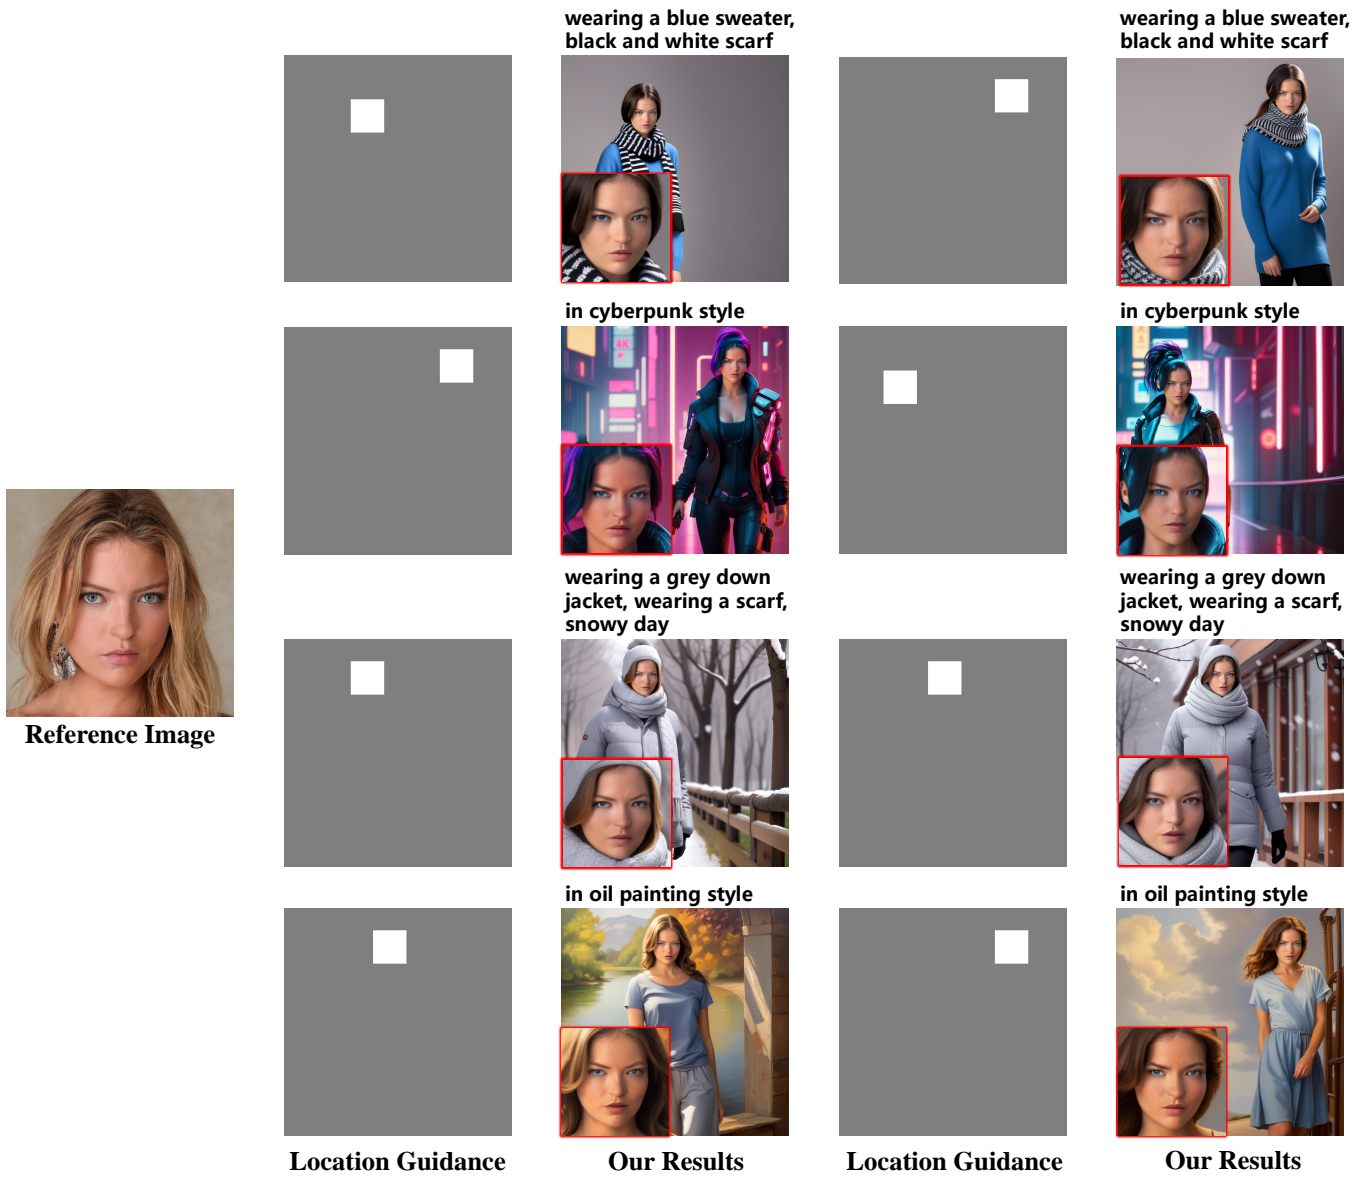 wearing a blue sweater,
black and white scarf
wearing a blue sweater,
black and white scarf
in cyberpunk style
in cyberpunk style
4K
wearing a grey down
jacket, wearing a scarf,
snowy day
wearing a grey down
jacket, wearing a scarf,
snowy day
Reference Image
in oil painting style
in oil painting style
Location Guidance
Our Results
Location Guidance
Our Results